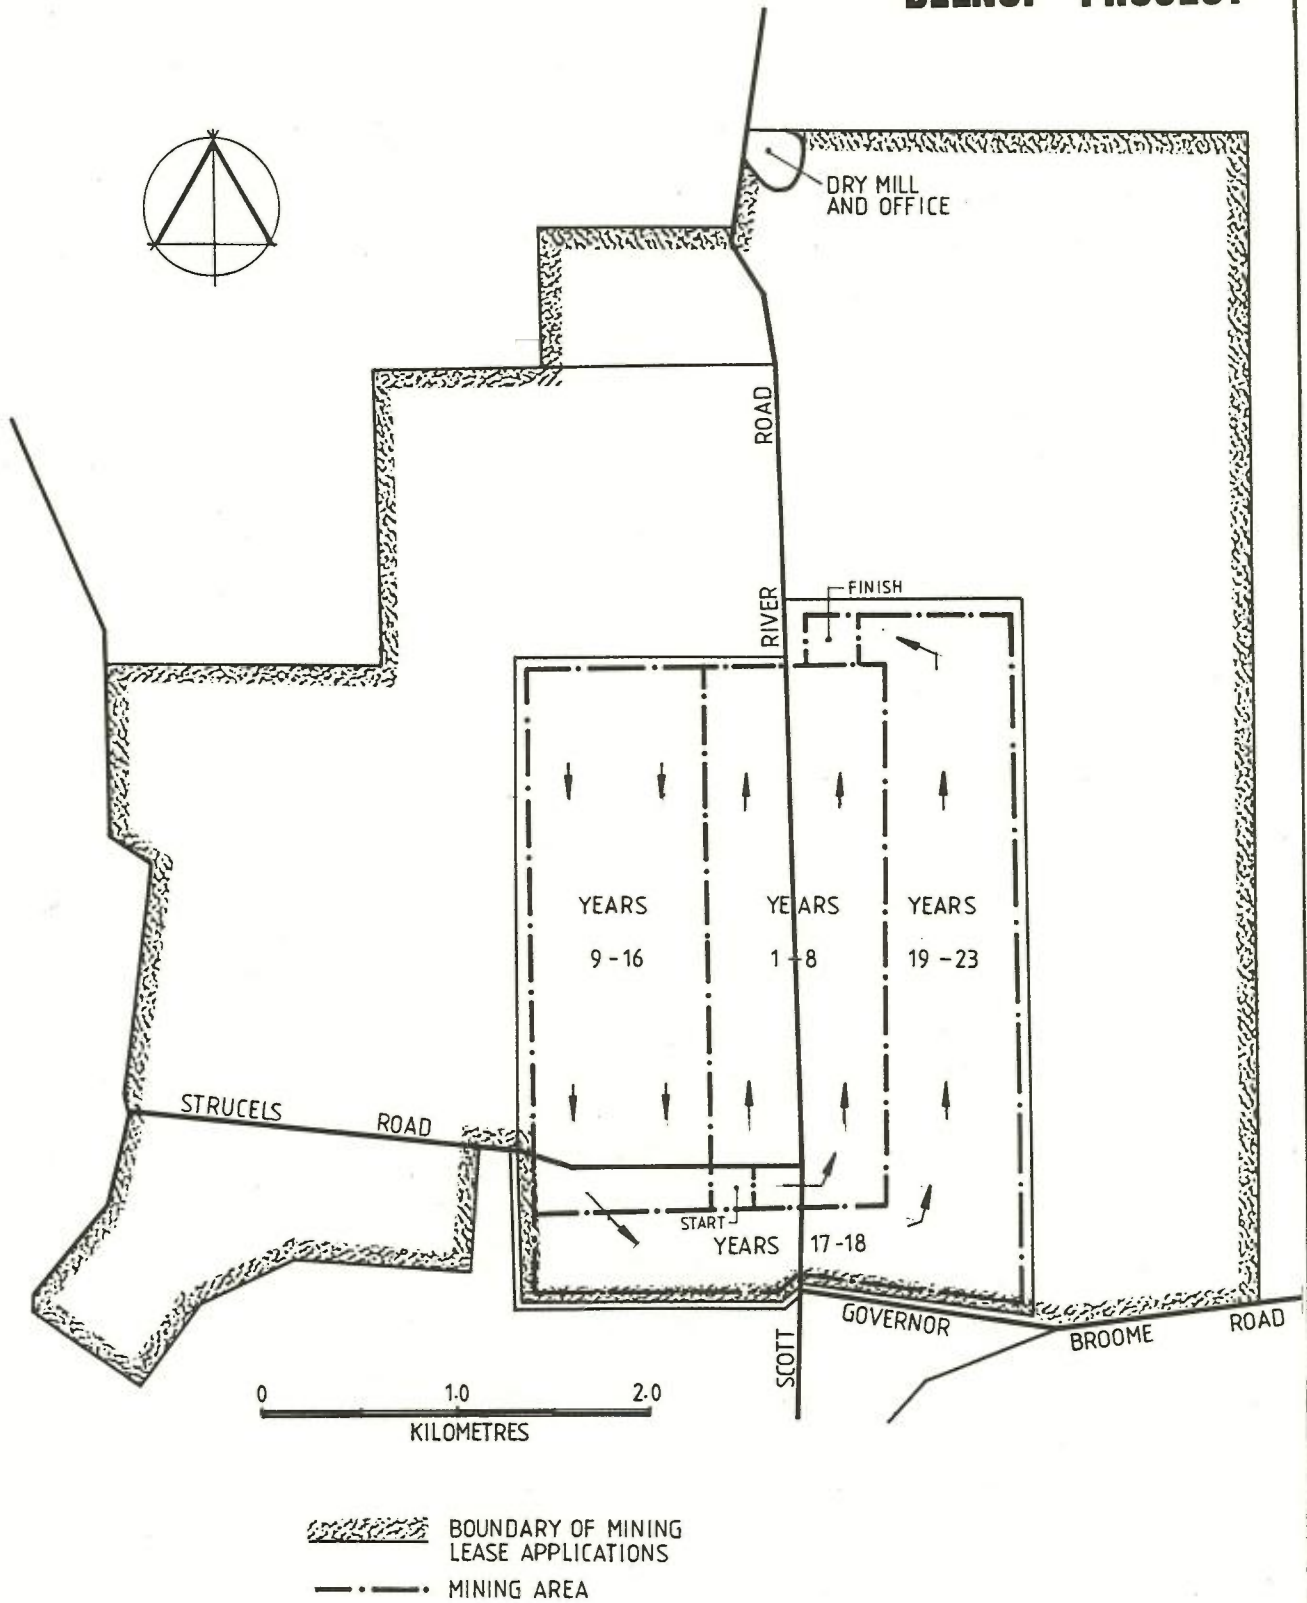 PROJECT
DRY MILL
AND OFFICE
ROAD
RIVER
FINISH
YEARS
9-16
YEARS
1-8
YEARS
19-23
STRUCELS ROAD
START
YEARS 17-18
GOVERNOR BROOME ROAD
SCOTT
0 1.0 2.0
KILOMETRES
BOUNDARY OF MINING
LEASE APPLICATIONS
MINING AREA